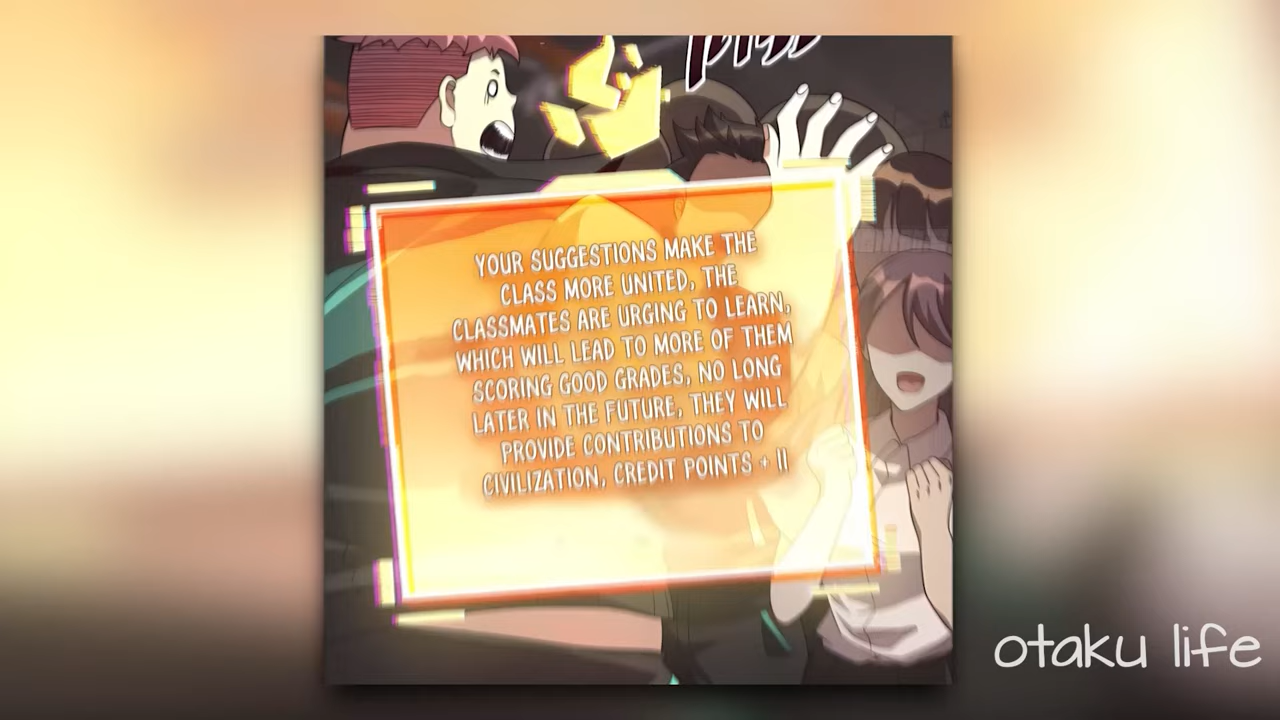 YOUR SUGGESTIONS MAKE THE
CLASS MORE UNITED, THE
CLASSMATES ARE URGING TO LEARN,
WHICH WILL LEAD TO MORE OF THEM
SCORING GOOD GRADES, NO LONG
LATER IN THE FUTURE, THEY WILL
PROVIDE CONTRIBUTIONS TO
CIVILIZATION, CREDIT POINTS + 11
otaku life